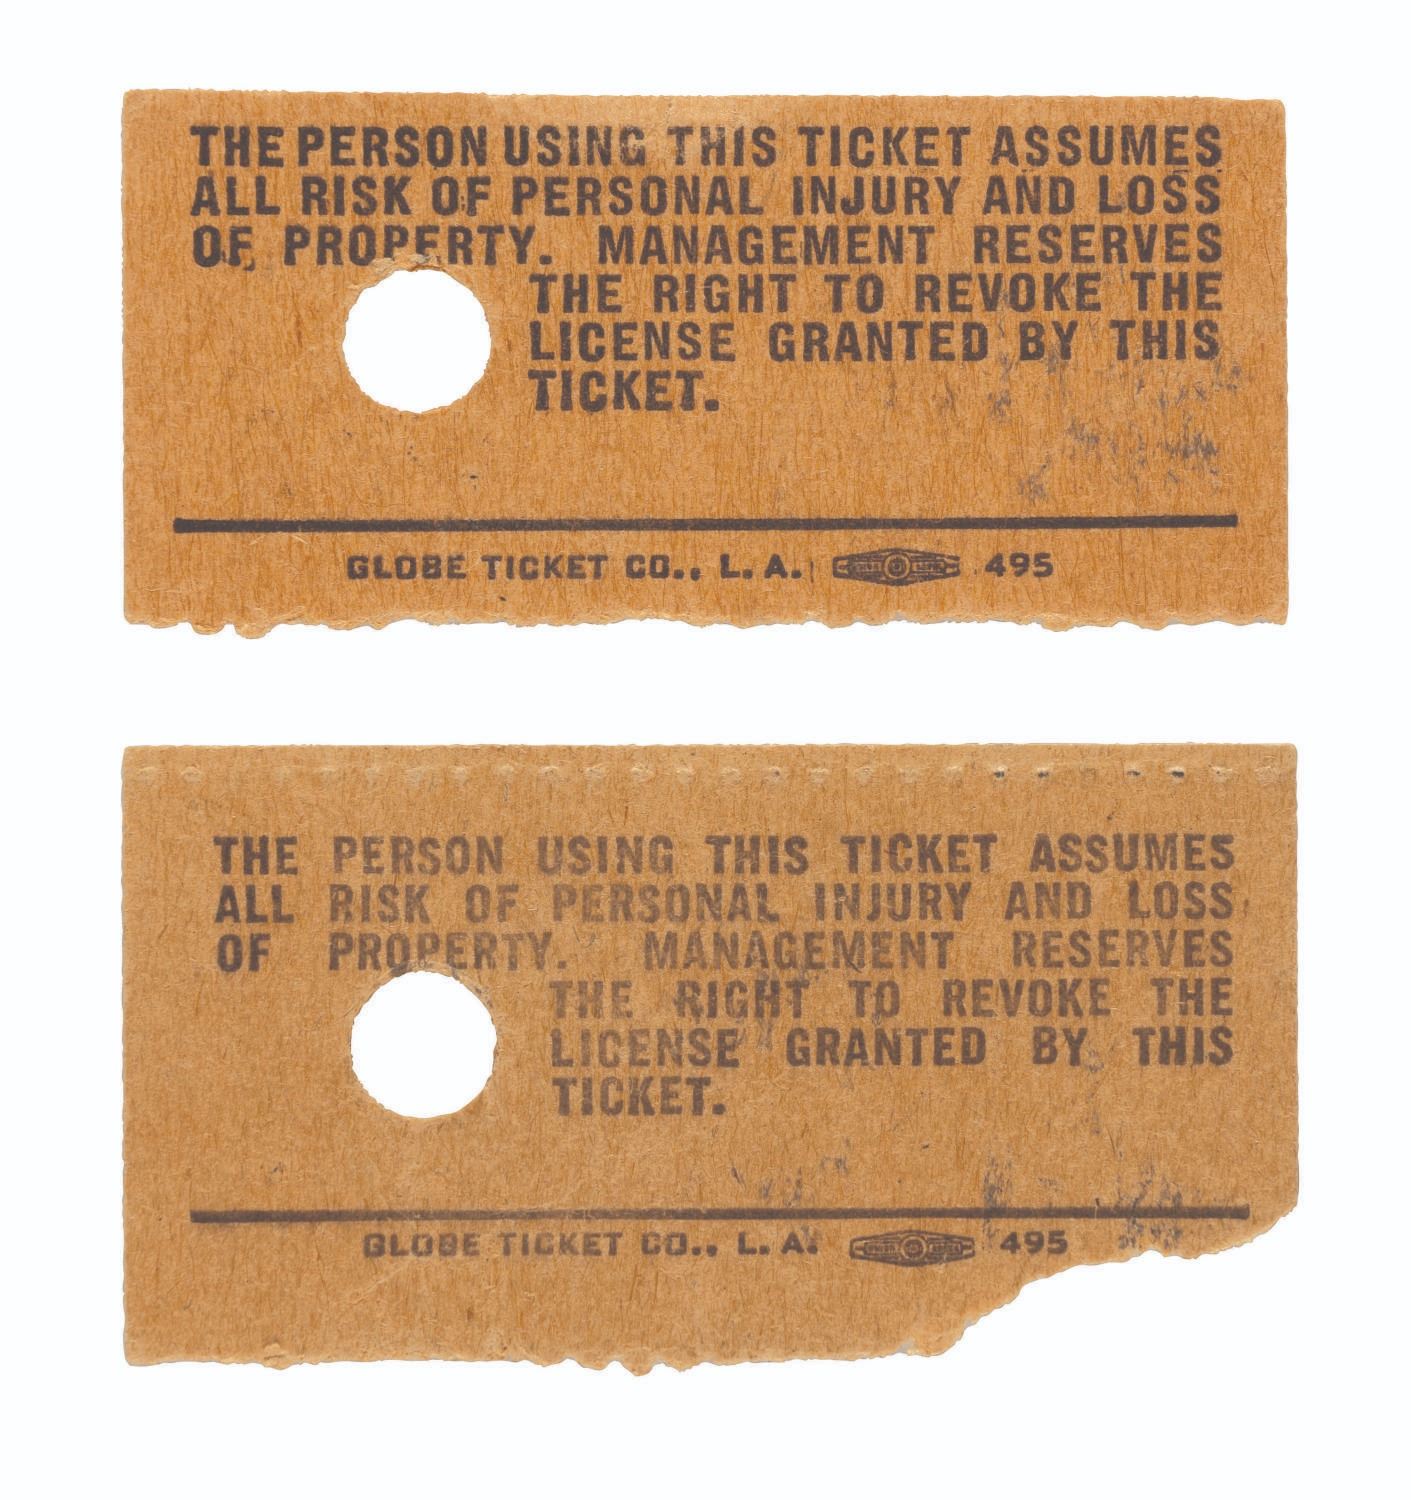 THE PERSON USING THIS TICKET ASSUMES
ALL RISK OF PERSONAL INJURY AND LOSS
OF PROPERTY. MANAGEMENT RESERVES
THE RIGHT TO REVOKE THE
LICENSE GRANTED BY THIS
TICKET.
GLOBE TICKET CO., L. A. 495
THE PERSON USING THIS TICKET ASSUMES
ALL RISK OF PERSONAL INJURY AND LOSS
OF PROPERTY. MANAGEMENT RESERVES
THE RIGHT TO REVOKE THE
LICENSE GRANTED BY THIS
TICKET.
GLOBE TICKET CO., L. A. 495